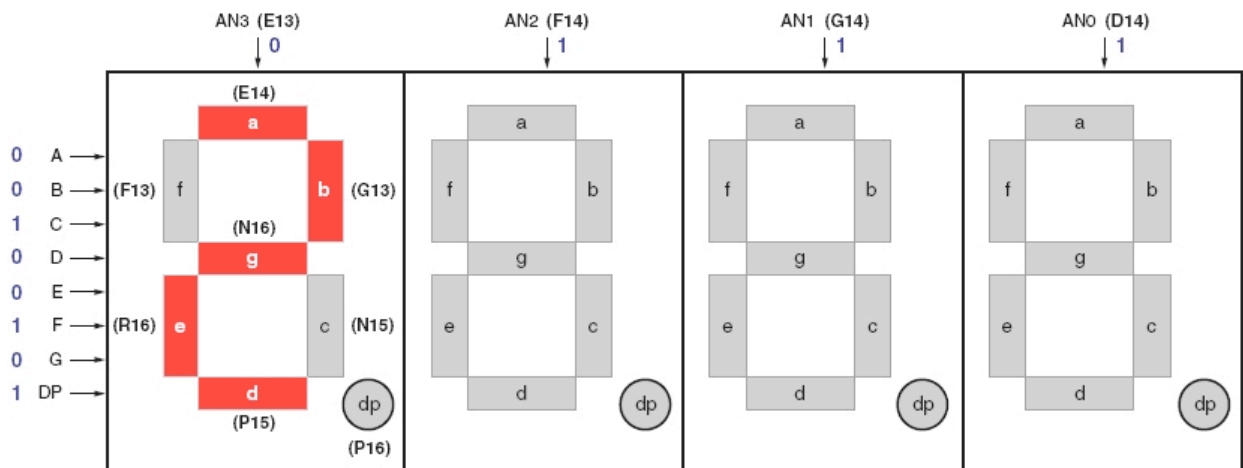 AN3 (E13) AN2 (F14) AN1 (G14) AN0 (D14)
0 1 1 1
(E14)
a a a a
0 A
0 B (F13) f b (G13) f b f b f b
1 C
(N16)
0 D g g g g
0 E
1 F (R16) e c (N15) e c e c e c
0 G
1 DP d dp d dp d dp d dp
(P15)
(P16)